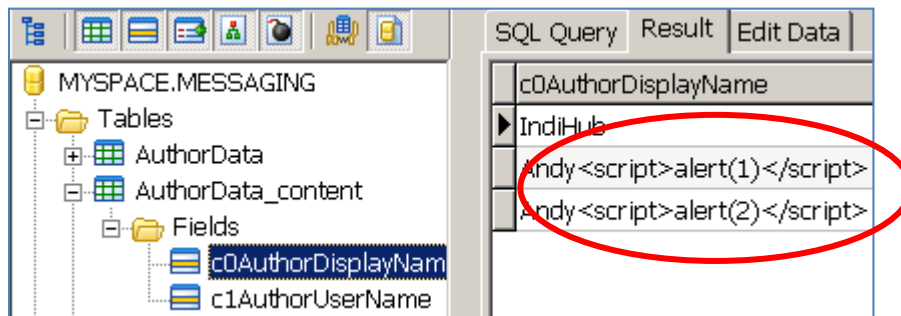 MYSPACE.MESSAGING
Tables
AuthorData
AuthorData_content
Fields
c0AuthorDisplayNam
c1AuthorUserName
SQL Query Result Edit Data
c0AuthorDisplayName
IndiHub
Andy<script>alert(1)</script>
Andy<script>alert(2)</script>